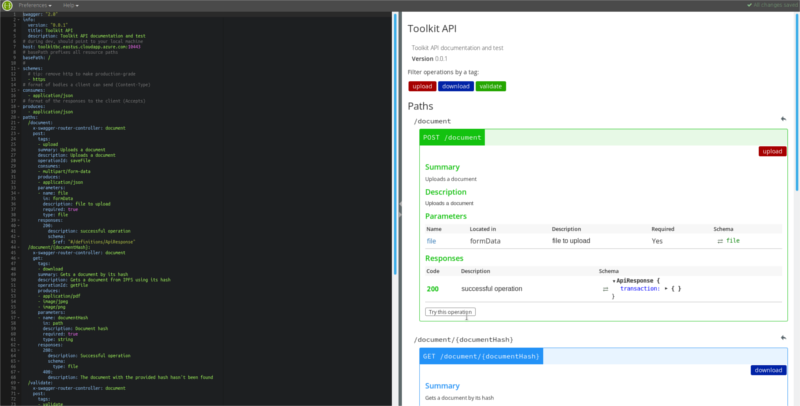 Preferences▾ Help▾
✔ All changes saved
swagger: "2.0"
info:
version: "0.0.1"
title: Toolkit API
description: Toolkit API documentation and test
# during dev, should point to your local machine
basePath: /
#
schemes:
# tip: remove http to make production-grade
- https
# format of bodies a client can send (Content-Type)
consumes:
- application/json
# format of the responses to the client (Accepts)
produces:
- application/json
paths:
/document:
x-swagger-router-controller: document
post:
tags:
- upload
summary: Uploads a document
description: Uploads a document
operationId: saveFile
consumes:
- multipart/form-data
produces:
- application/json
parameters:
- name: file
in: formData
description: File to upload
required: true
type: file
responses:
200:
description: successful operation
schema:
$ref: "#/definitions/ApiResponse"
/document/{documentHash}:
x-swagger-router-controller: document
get:
tags:
- download
summary: Gets a document by its hash
description: Gets a document from IPFS using its hash
operationId: getFile
produces:
- application/pdf
- image/jpeg
- image/png
parameters:
- name: documentHash
in: path
description: Document hash
required: true
type: string
responses:
200:
description: Successful operation
schema:
type: file
400:
description: The document with the provided hash hasn't been found
/validate:
x-swagger-router-controller: document
post:
tags:
- validate
Toolkit API
Toolkit API documentation and test
Version 0.0.1
Filter operations by a tag:
upload download validate
Paths
/document
POST /document
upload
Summary
Uploads a document
Description
Uploads a document
Parameters
Name Located in Description Required Schema
file formData file to upload Yes ⇄ file
Responses
Code Description Schema
200 successful operation ⇄ ▾ApiResponse {
transaction: ▸ { }
}
Try this operation
/document/{documentHash}
GET /document/{documentHash}
download
Summary
Gets a document by its hash